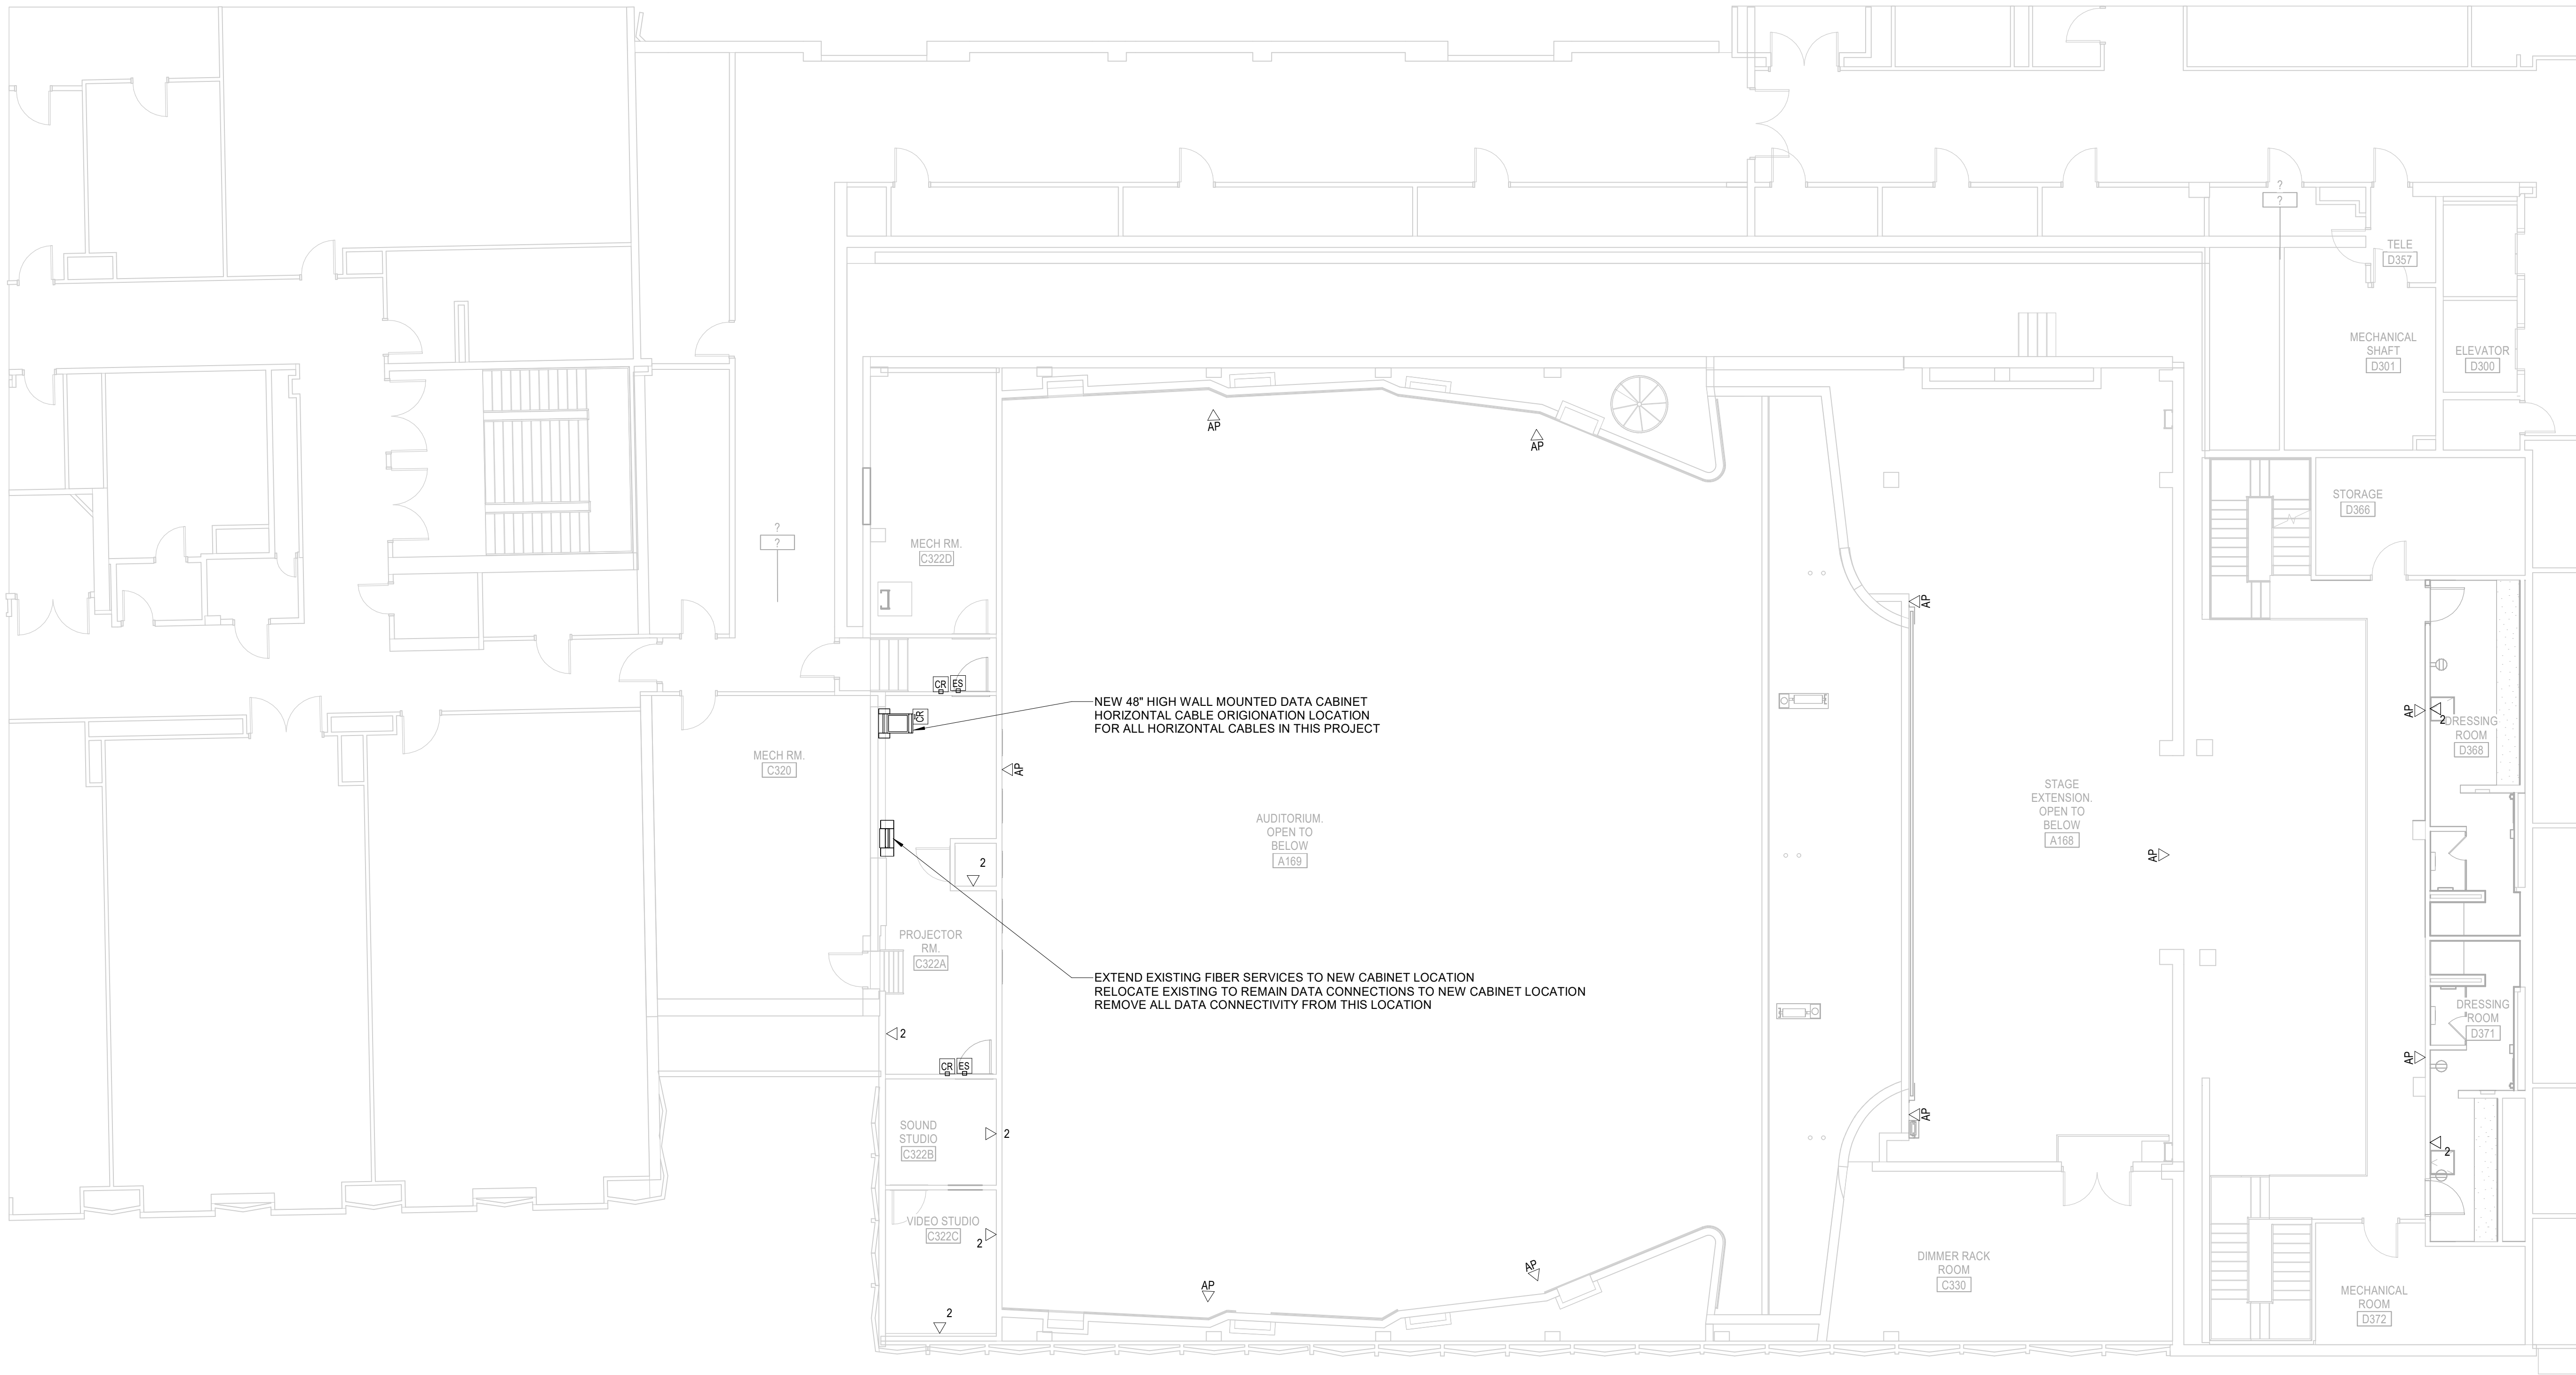 ?
?
TELE
D357
MECHANICAL
SHAFT
D301
ELEVATOR
D300
AP
AP
STORAGE
D366
?
?
MECH RM.
C322D
AP
CR
ES
NEW 48" HIGH WALL MOUNTED DATA CABINET
HORIZONTAL CABLE ORIGIONATION LOCATION
FOR ALL HORIZONTAL CABLES IN THIS PROJECT
CR
AP
2
DRESSING
ROOM
D368
MECH RM.
C320
AP
STAGE
EXTENSION.
OPEN TO
BELOW
A168
AUDITORIUM.
OPEN TO
BELOW
A169
AP
2
PROJECTOR
RM.
C322A
EXTEND EXISTING FIBER SERVICES TO NEW CABINET LOCATION
RELOCATE EXISTING TO REMAIN DATA CONNECTIONS TO NEW CABINET LOCATION
REMOVE ALL DATA CONNECTIVITY FROM THIS LOCATION
DRESSING
ROOM
D371
2
AP
CR
ES
AP
SOUND
STUDIO
C322B
2
2
VIDEO STUDIO
C322C
2
DIMMER RACK
ROOM
C330
AP
AP
MECHANICAL
ROOM
D372
2